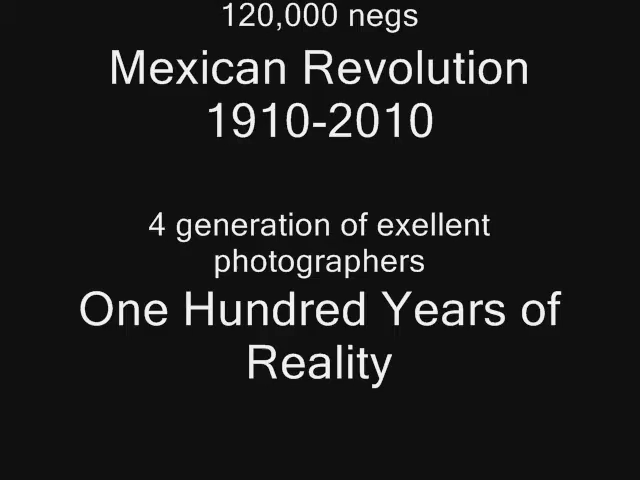 120,000 negs
Mexican Revolution
1910-2010
4 generation of exellent
photographers
One Hundred Years of
Reality